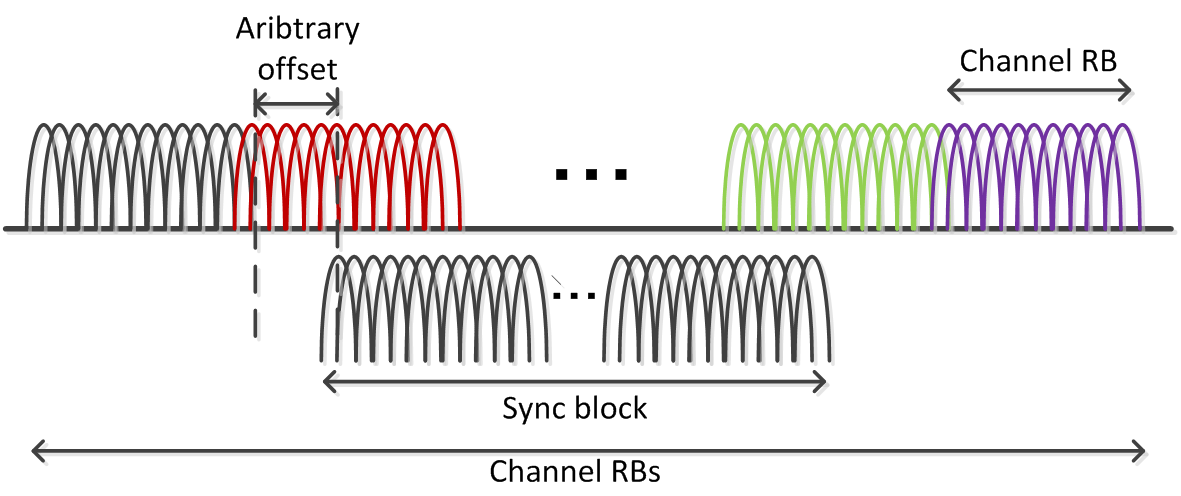 Aribtrary
offset
Channel RB
Sync block
Channel RBs